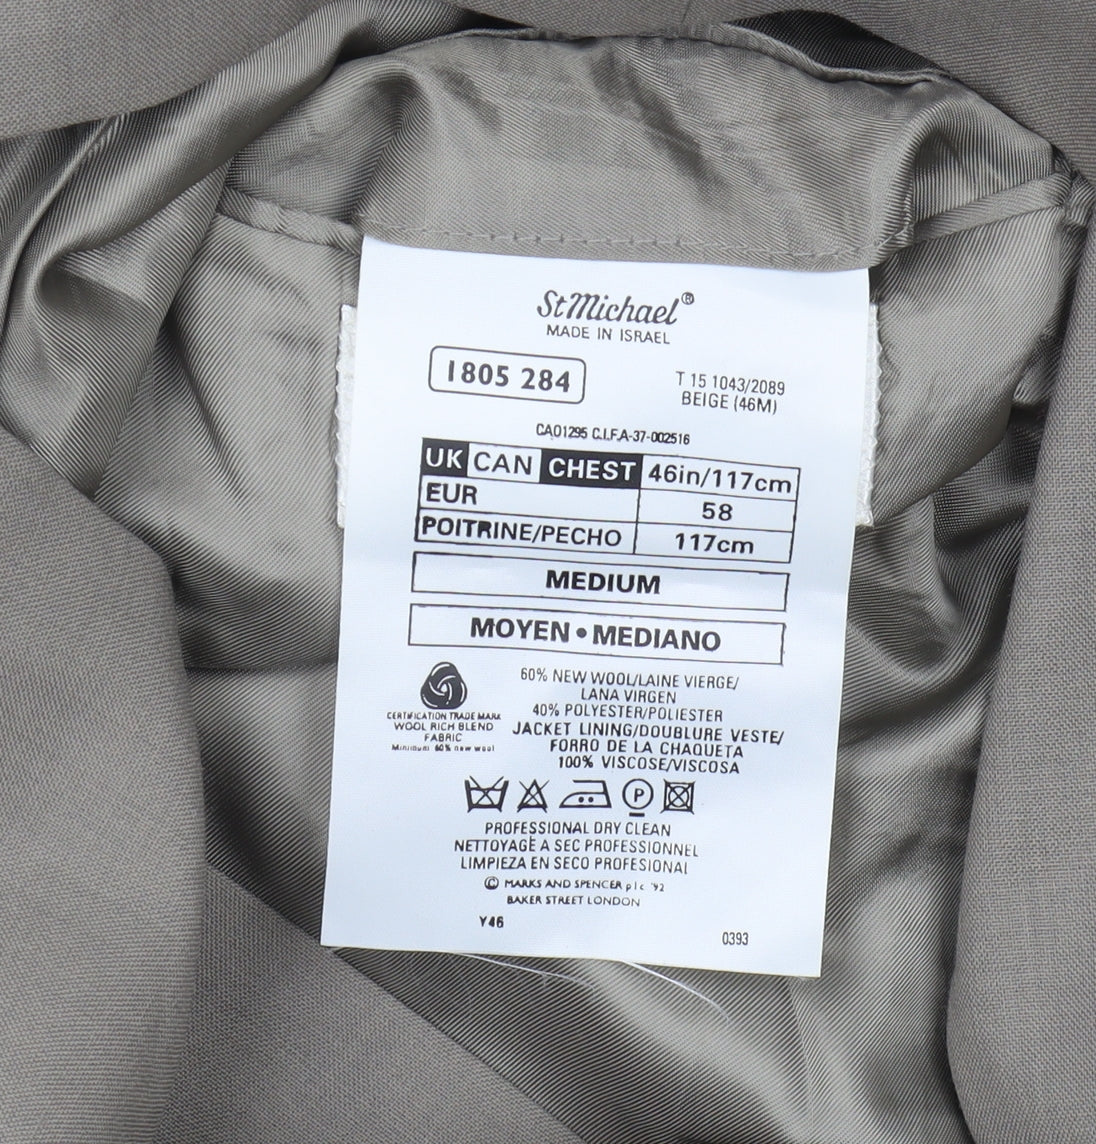 St Michael®
MADE IN ISRAEL
1805 284
T 15 1043/2089
BEIGE (46M)
CA01295 C.I.F.A-37-002516
UK CAN CHEST 46in/117cm
EUR 58
POITRINE/PECHO 117cm
MEDIUM
MOYEN • MEDIANO
CERTIFICATION TRADE MARK
WOOL RICH BLEND
FABRIC
Minimum 60% new wool
60% NEW WOOL/LAINE VIERGE/
LANA VIRGEN
40% POLYESTER/POLIESTER
JACKET LINING/DOUBLURE VESTE/
FORRO DE LA CHAQUETA
100% VISCOSE/VISCOSA
P
PROFESSIONAL DRY CLEAN
NETTOYAGE A SEC PROFESSIONNEL
LIMPIEZA EN SECO PROFESIONAL
© MARKS AND SPENCER plc '92
BAKER STREET LONDON
Y46
0393